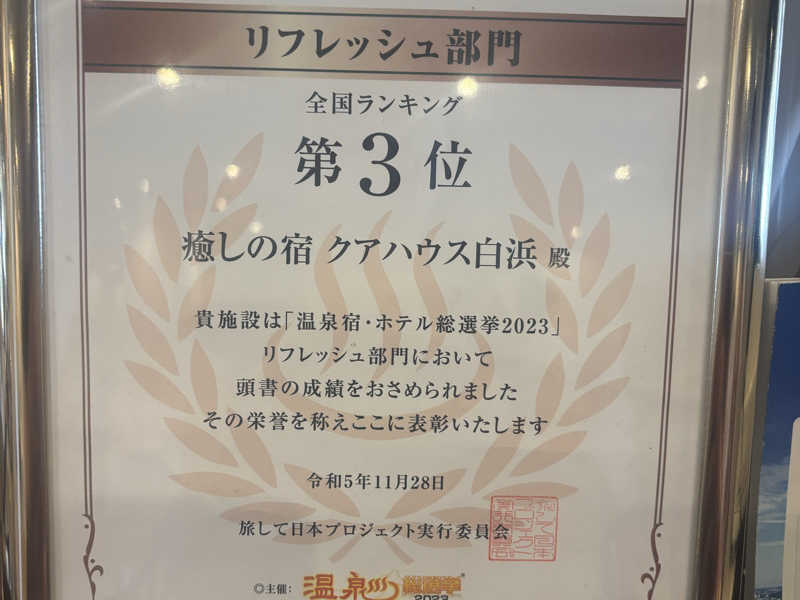 リフレッシュ部門
全国ランキング
第3位
癒しの宿 クアハウス白浜 殿
貴施設は「温泉宿・ホテル総選挙2023」
リフレッシュ部門において
頭書の成績をおさめられました
その栄誉を称えここに表彰いたします
令和5年11月28日
旅して日本プロジェクト実行委員会
◎主催: 温泉総選挙 2023